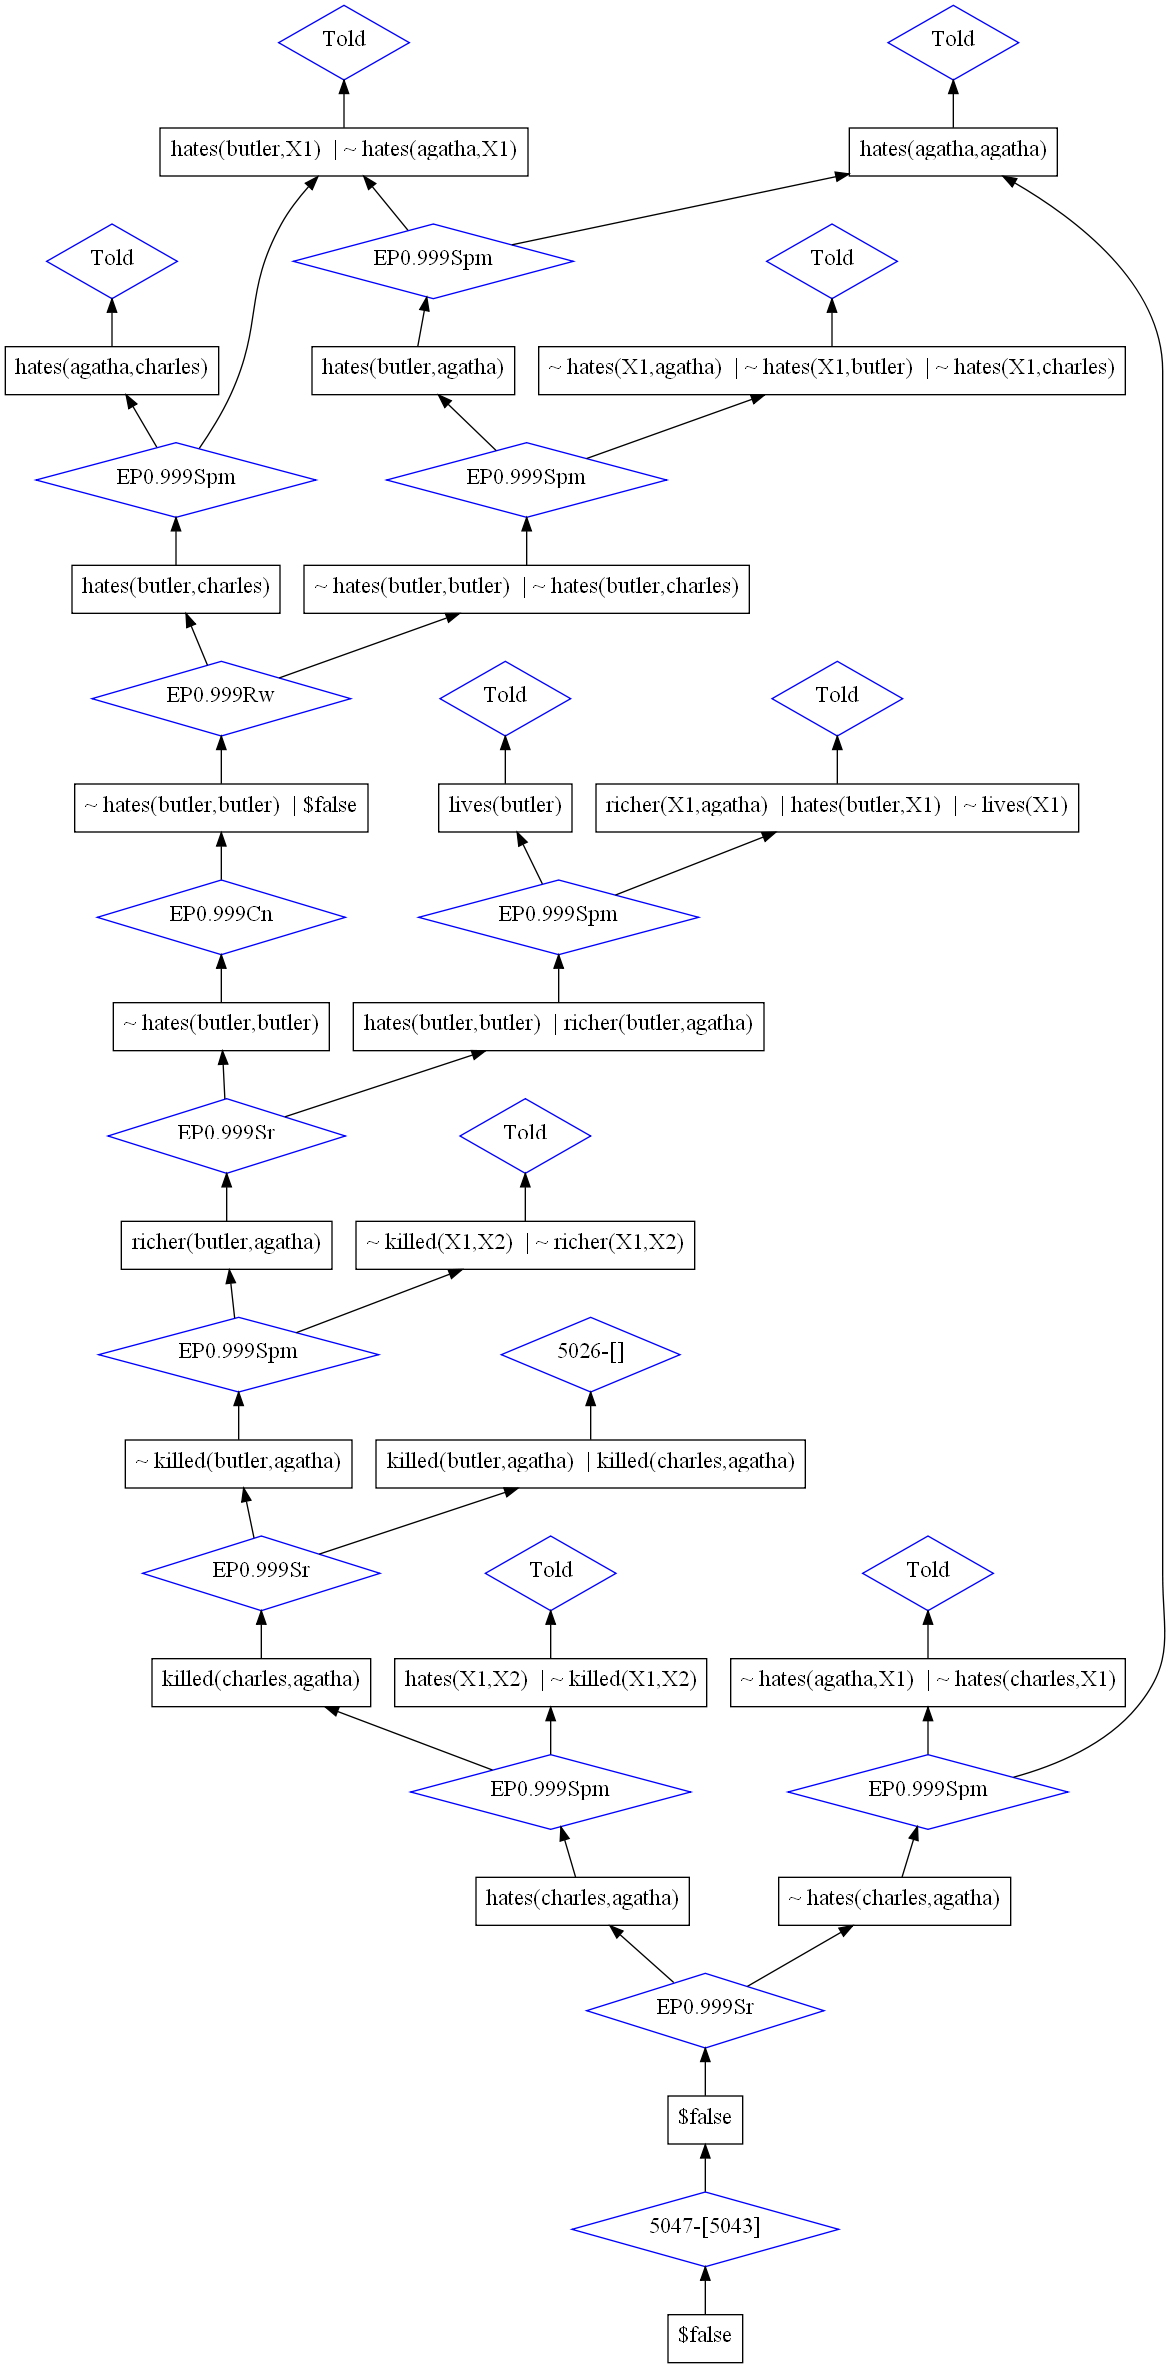 Told
Told
hates(butler,X1) | ~ hates(agatha,X1)
hates(agatha,agatha)
Told
EP0.999Spm
Told
hates(agatha,charles)
hates(butler,agatha)
~ hates(X1,agatha) | ~ hates(X1,butler) | ~ hates(X1,charles)
EP0.999Spm
EP0.999Spm
hates(butler,charles)
~ hates(butler,butler) | ~ hates(butler,charles)
EP0.999Rw
Told
Told
~ hates(butler,butler) | $false
lives(butler)
richer(X1,agatha) | hates(butler,X1) | ~ lives(X1)
EP0.999Cn
EP0.999Spm
~ hates(butler,butler)
hates(butler,butler) | richer(butler,agatha)
EP0.999Sr
Told
richer(butler,agatha)
~ killed(X1,X2) | ~ richer(X1,X2)
EP0.999Spm
5026-[]
~ killed(butler,agatha)
killed(butler,agatha) | killed(charles,agatha)
EP0.999Sr
Told
Told
killed(charles,agatha)
hates(X1,X2) | ~ killed(X1,X2)
~ hates(agatha,X1) | ~ hates(charles,X1)
EP0.999Spm
EP0.999Spm
hates(charles,agatha)
~ hates(charles,agatha)
EP0.999Sr
$false
5047-[5043]
$false